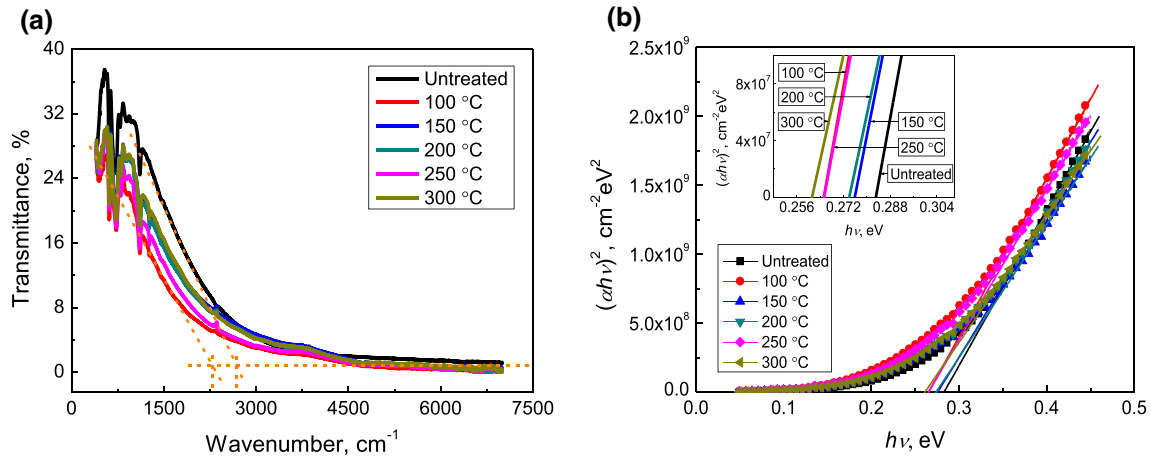 (a)
40
32
24
16
8
0
Transmittance, %
0 1500 3000 4500 6000 7500
Wavenumber, cm⁻¹
Untreated
100 °C
150 °C
200 °C
250 °C
300 °C
(b)
2.5x10⁹
2.0x10⁹
1.5x10⁹
1.0x10⁹
5.0x10⁸
0.0
(αhν)², cm⁻²eV²
0.0 0.1 0.2 0.3 0.4 0.5
hν, eV
8x10⁷
4x10⁷
0
(αhν)², cm⁻²eV²
0.256 0.272 0.288 0.304
hν, eV
100 °C
200 °C
300 °C
150 °C
250 °C
Untreated
Untreated
100 °C
150 °C
200 °C
250 °C
300 °C